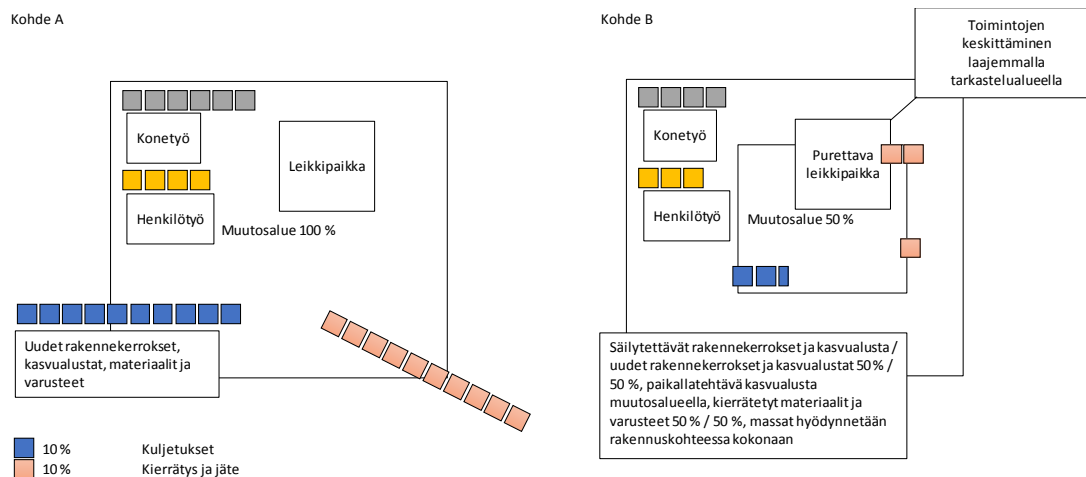 Kohde A
Konetyö
Henkilötyö
Leikkipaikka
Muutosalue 100 %
Uudet rakennekerrokset,
kasvualustat, materiaalit ja
varusteet
10 % Kuljetukset
10 % Kierrätys ja jäte
Kohde B
Toimintojen
keskittäminen
laajemmalla
tarkastelualueella
Konetyö
Henkilötyö
Purettava
leikkipaikka
Muutosalue 50 %
Säilytettävät rakennekerrokset ja kasvualusta /
uudet rakennekerrokset ja kasvualustat 50 % /
50 %, paikallatehtävä kasvualusta
muutosalueella, kierrätetyt materiaalit ja
varusteet 50 % / 50 %, massat hyödynnetään
rakennuskohteessa kokonaan